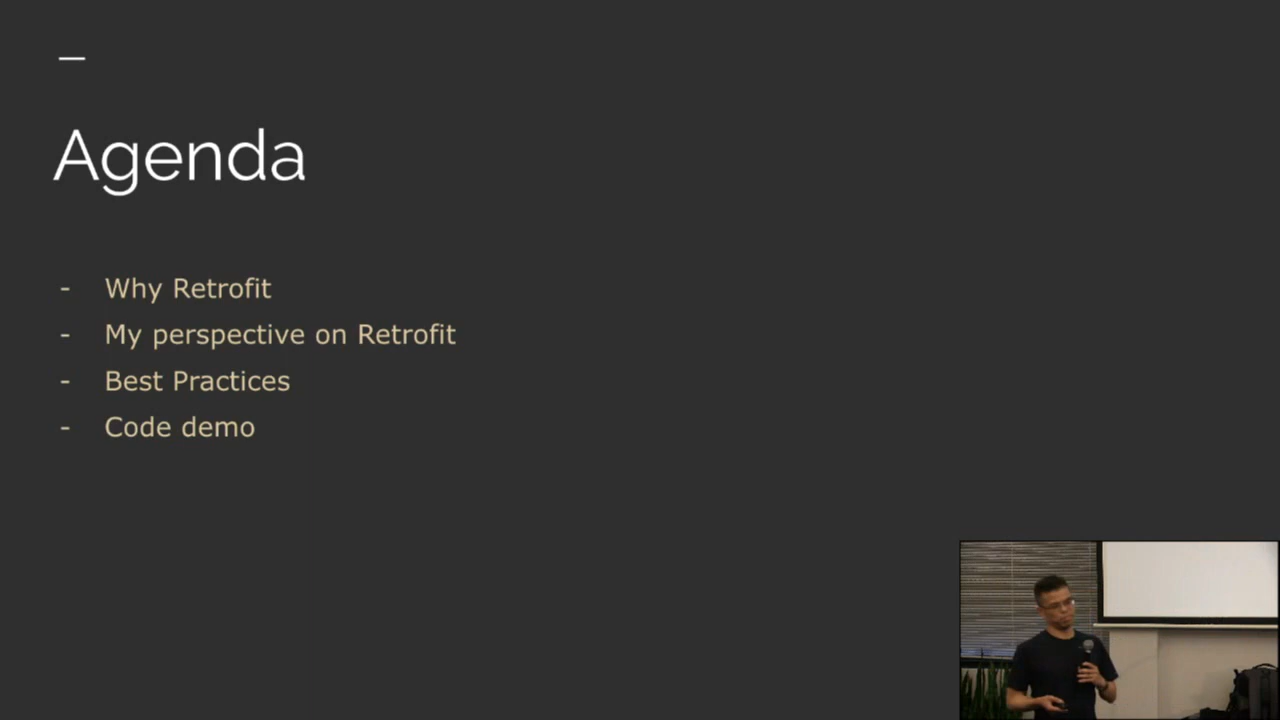 Agenda
- Why Retrofit
- My perspective on Retrofit
- Best Practices
- Code demo